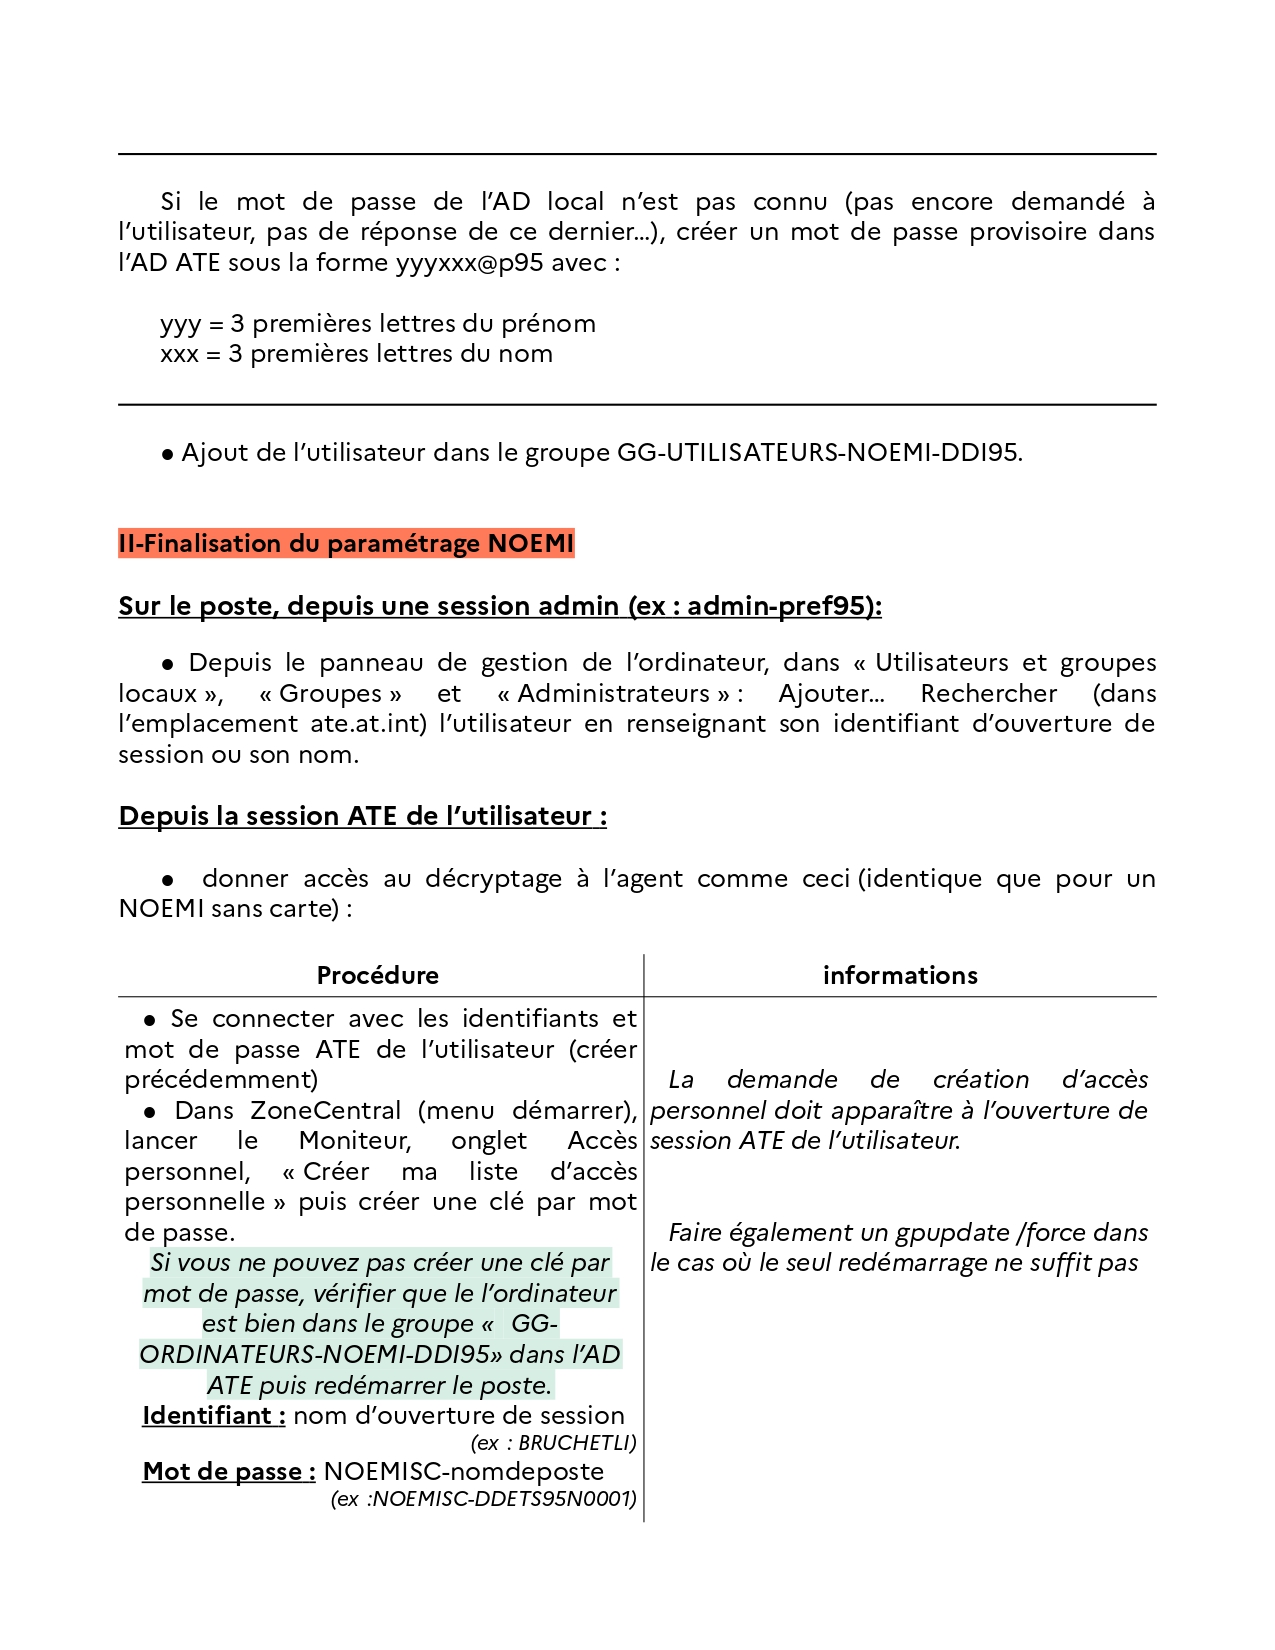 Si le mot de passe de l’AD local n’est pas connu (pas encore demandé à
l’utilisateur, pas de réponse de ce dernier…), créer un mot de passe provisoire dans
l’AD ATE sous la forme yyyxxx@p95 avec :
yyy = 3 premières lettres du prénom
xxx = 3 premières lettres du nom
● Ajout de l’utilisateur dans le groupe GG-UTILISATEURS-NOEMI-DDI95.
II-Finalisation du paramétrage NOEMI
Sur le poste, depuis une session admin (ex : admin-pref95):
● Depuis le panneau de gestion de l’ordinateur, dans « Utilisateurs et groupes
locaux », « Groupes » et « Administrateurs » : Ajouter… Rechercher (dans
l’emplacement ate.at.int) l’utilisateur en renseignant son identifiant d’ouverture de
session ou son nom.
Depuis la session ATE de l’utilisateur :
● donner accès au décryptage à l’agent comme ceci (identique que pour un
NOEMI sans carte) :
Procédure
● Se connecter avec les identifiants et
mot de passe ATE de l’utilisateur (créer
précédemment)
● Dans ZoneCentral (menu démarrer),
lancer le Moniteur, onglet Accès
personnel, « Créer ma liste d’accès
personnelle » puis créer une clé par mot
de passe.
Si vous ne pouvez pas créer une clé par
mot de passe, vérifier que le l’ordinateur
est bien dans le groupe « GG-
ORDINATEURS-NOEMI-DDI95» dans l’AD
ATE puis redémarrer le poste.
Identifiant : nom d’ouverture de session
(ex : BRUCHETLI)
Mot de passe : NOEMISC-nomdeposte
(ex :NOEMISC-DDETS95N0001)
informations
La demande de création d’accès
personnel doit apparaître à l’ouverture de
session ATE de l’utilisateur.
Faire également un gpupdate /force dans
le cas où le seul redémarrage ne suffit pas